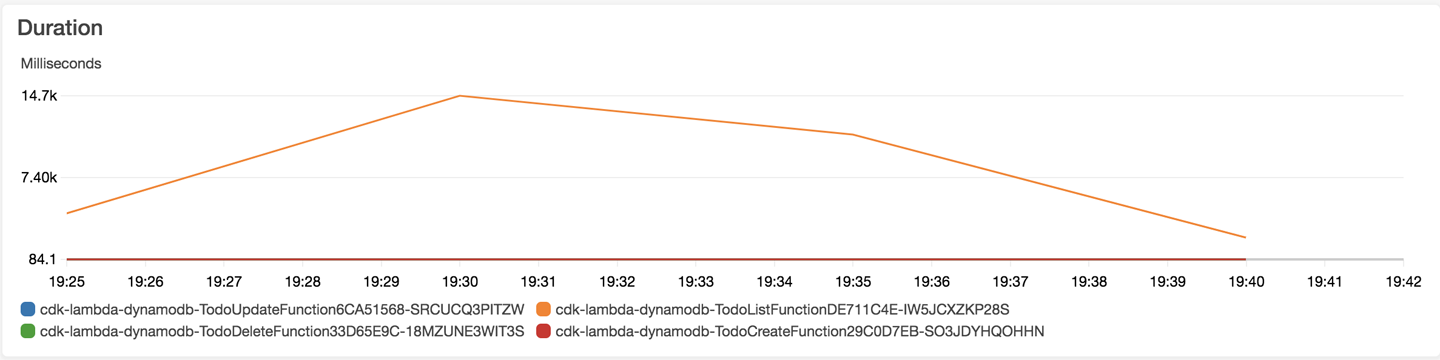 Duration
Milliseconds
14.7k
7.40k
84.1
19:25 19:26 19:27 19:28 19:29 19:30 19:31 19:32 19:33 19:34 19:35 19:36 19:37 19:38 19:39 19:40 19:41 19:42
cdk-lambda-dynamodb-TodoUpdateFunction6CA51568-SRCUCQ3PITZW cdk-lambda-dynamodb-TodoListFunctionDE711C4E-IW5JCXZKP28S
cdk-lambda-dynamodb-TodoDeleteFunction33D65E9C-18MZUNE3WIT3S cdk-lambda-dynamodb-TodoCreateFunction29C0D7EB-SO3JDYHQOHHN